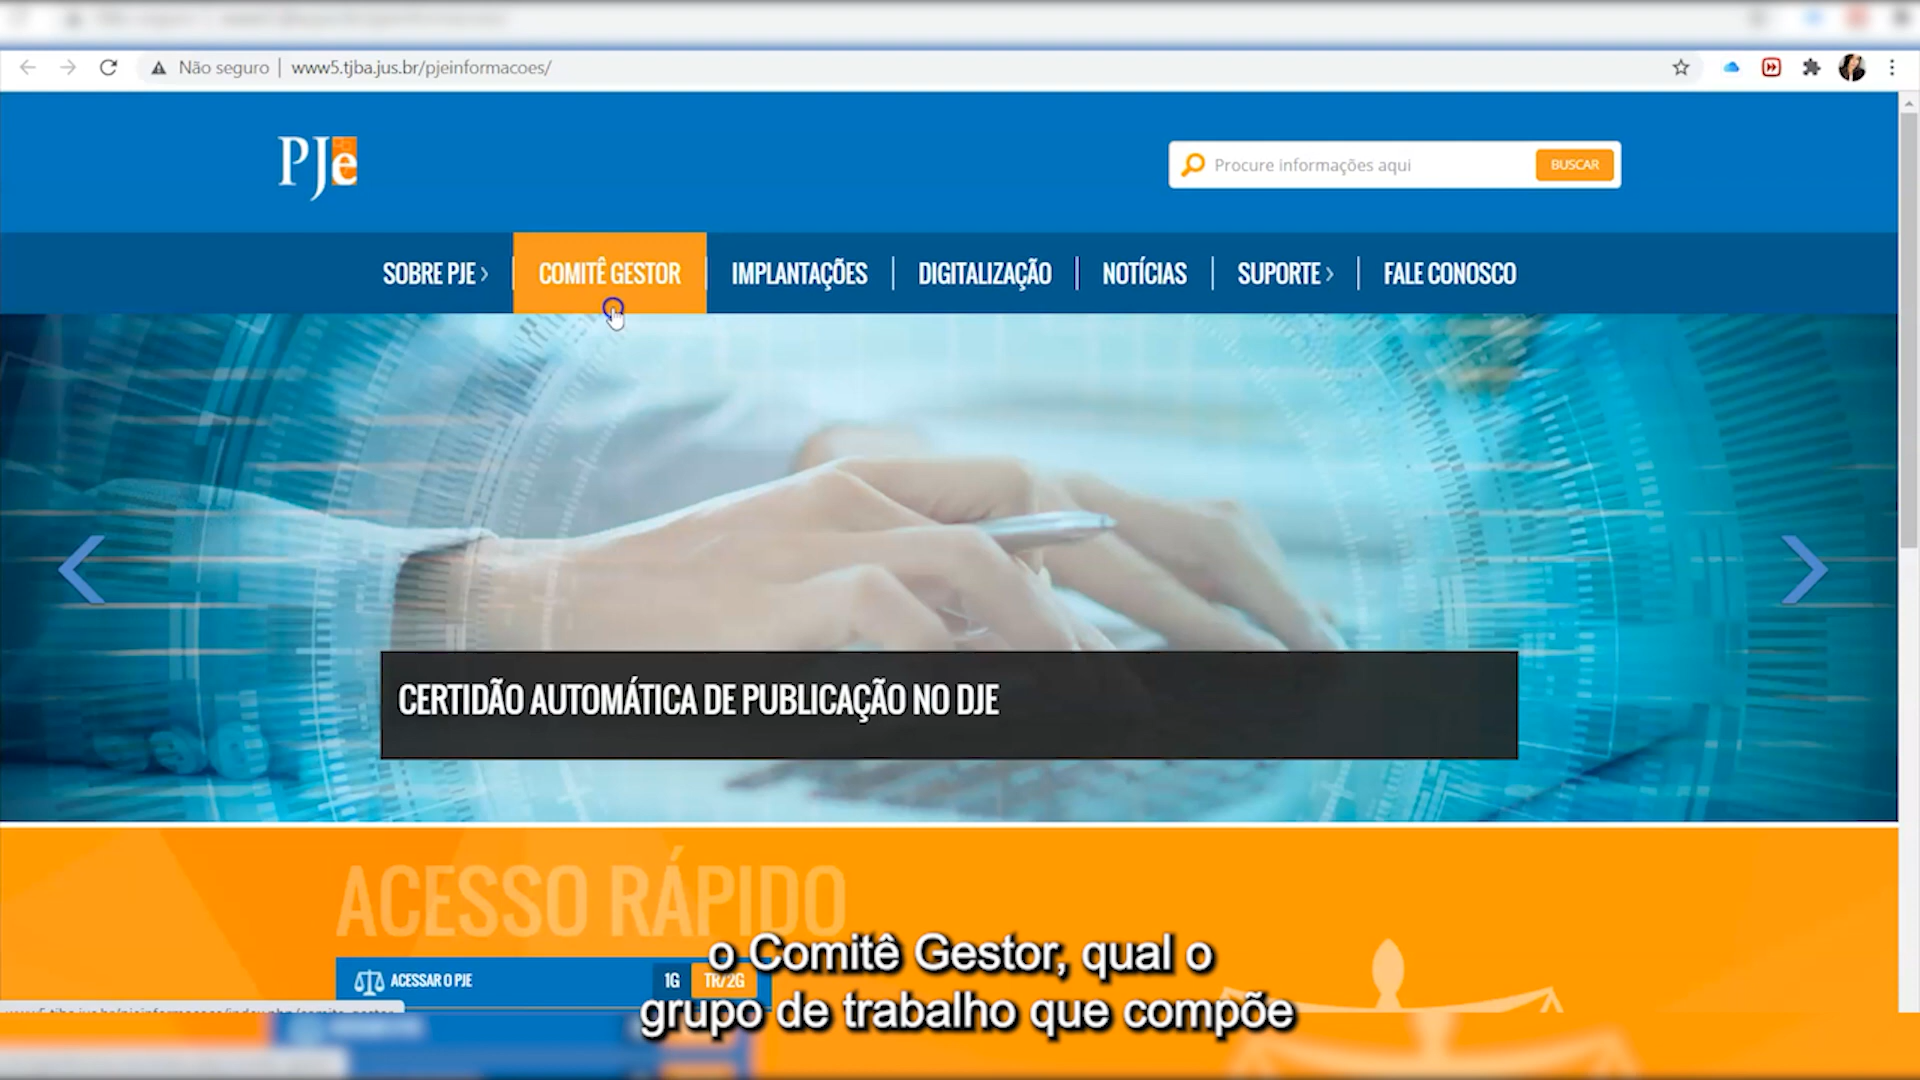 Não seguro | www5.tjba.jus.br/pjeinformacoes/
PJe
Procure informações aqui
BUSCAR
SOBRE PJE ›
COMITÊ GESTOR
IMPLANTAÇÕES
DIGITALIZAÇÃO
NOTÍCIAS
SUPORTE ›
FALE CONOSCO
CERTIDÃO AUTOMÁTICA DE PUBLICAÇÃO NO DJE
ACESSO RÁPIDO
ACESSAR O PJE
1G
TR/2G
o Comitê Gestor, qual o
grupo de trabalho que compõe